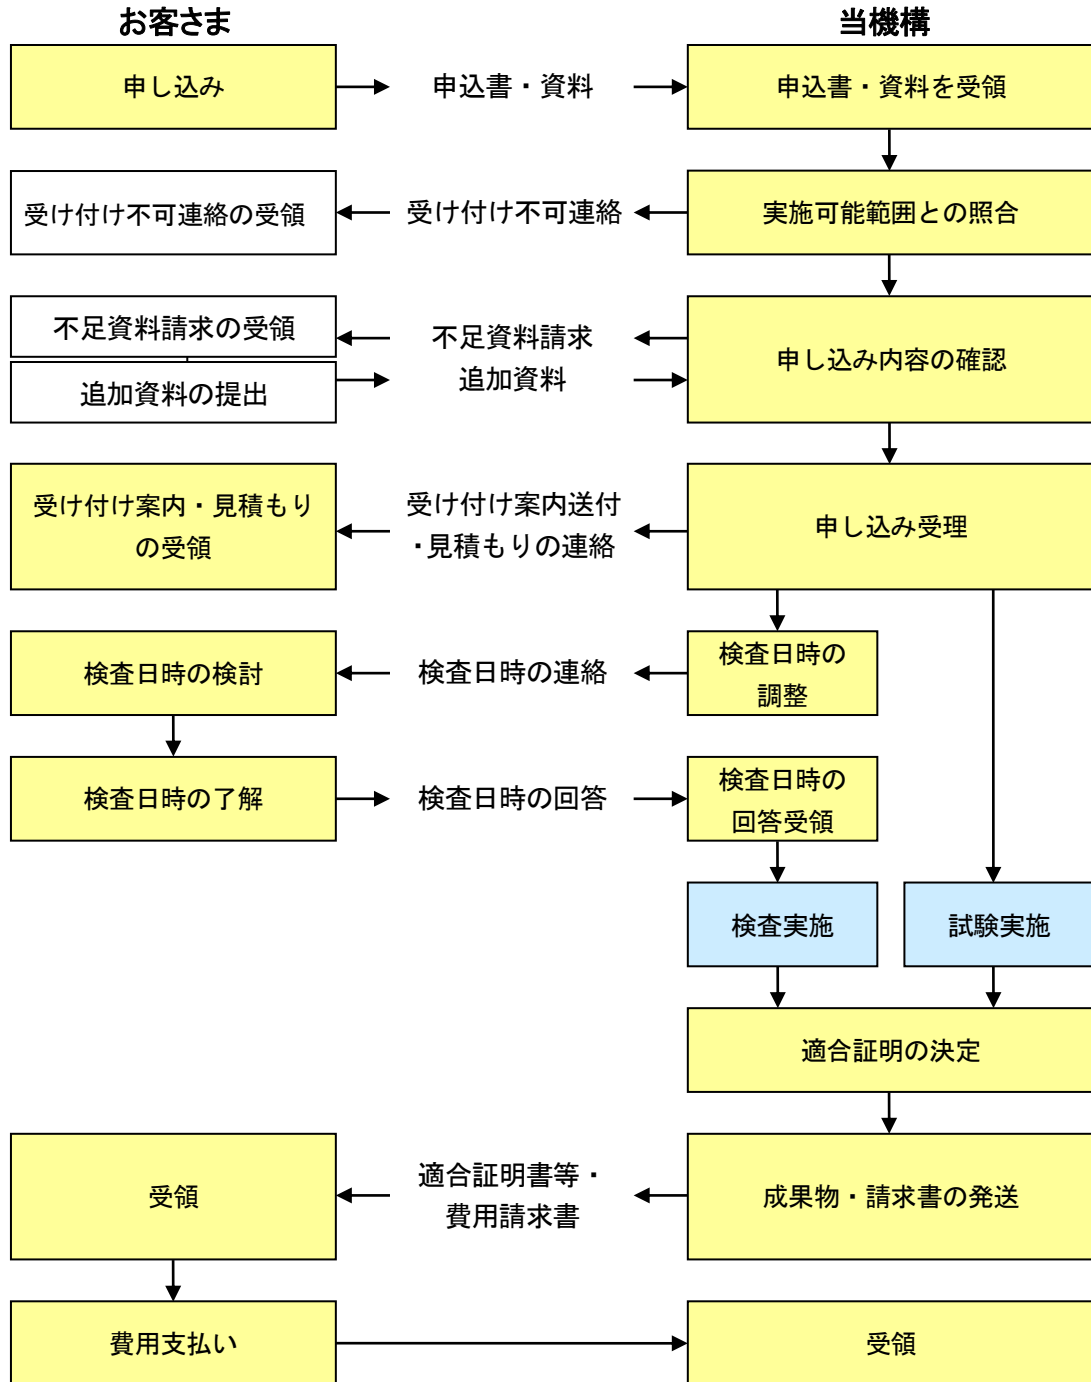 お客さま
当機構
申し込み
申込書・資料
申込書・資料を受領
受け付け不可連絡の受領
受け付け不可連絡
実施可能範囲との照合
不足資料請求の受領
不足資料請求
追加資料の提出
追加資料
申し込み内容の確認
受け付け案内・見積もり
の受領
受け付け案内送付
・見積もりの連絡
申し込み受理
検査日時の検討
検査日時の連絡
検査日時の
調整
検査日時の了解
検査日時の回答
検査日時の
回答受領
検査実施
試験実施
適合証明の決定
受領
適合証明書等・
費用請求書
成果物・請求書の発送
費用支払い
受領